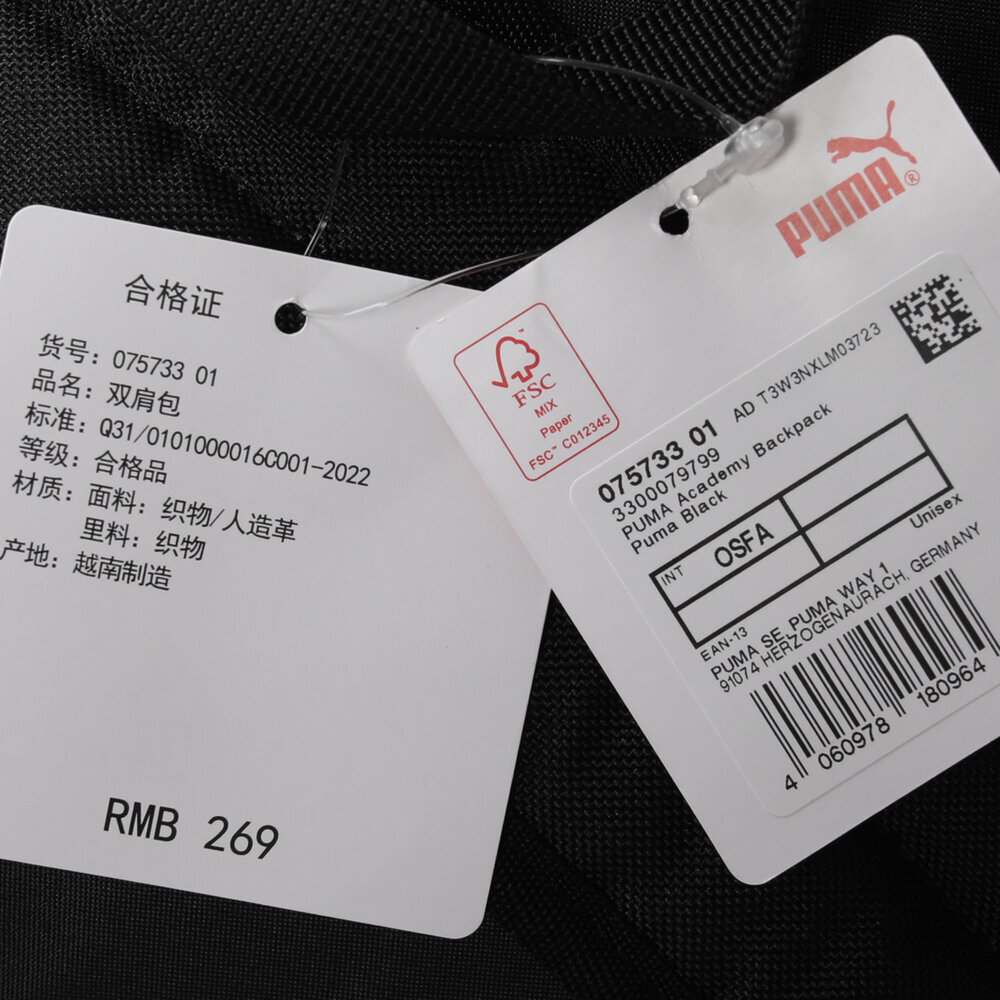 合格证
货号: 075733 01
品名: 双肩包
标准: Q31/0101000016C001-2022
等级: 合格品
材质: 面料: 织物/人造革
里料: 织物
产地: 越南制造
RMB 269
PUMA®
FSC™
MIX
Paper
FSC™ C012345
075733 01 AD T3W3NXLM03723
3300079799
PUMA Academy Backpack
Puma Black
INT OSFA
Unisex
EAN-13
PUMA SE, PUMA WAY 1
91074 HERZOGENAURACH, GERMANY
4 060978 180964